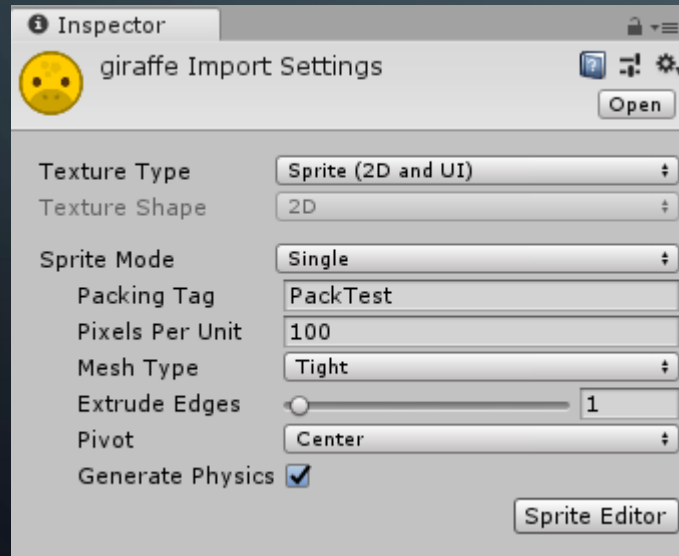 Inspector
giraffe Import Settings
Open
Texture Type Sprite (2D and UI)
Texture Shape 2D
Sprite Mode Single
Packing Tag PackTest
Pixels Per Unit 100
Mesh Type Tight
Extrude Edges 1
Pivot Center
Generate Physics
Sprite Editor